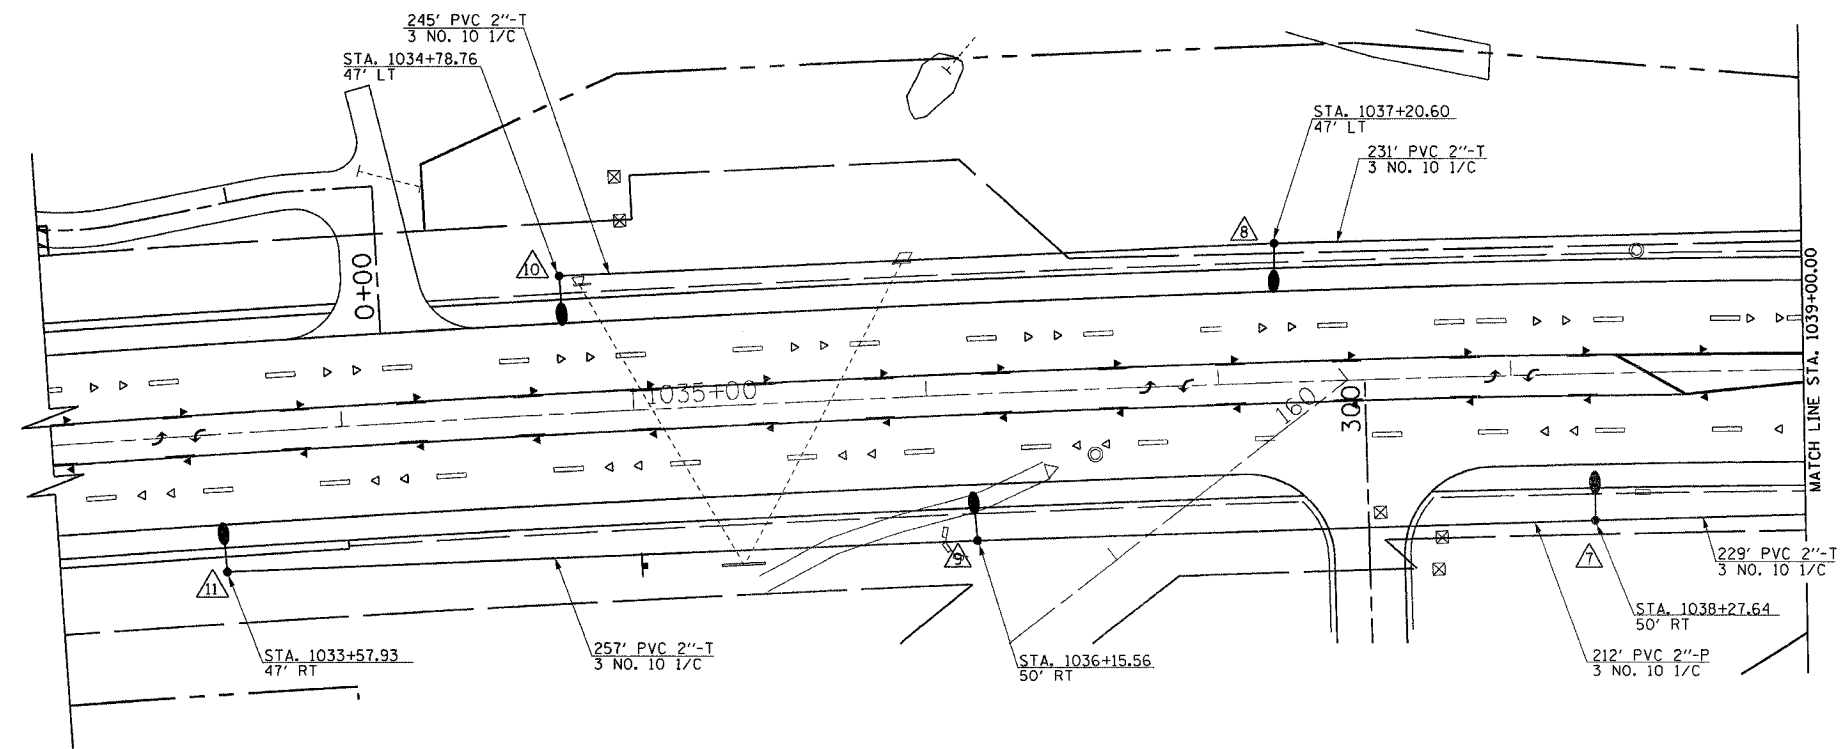 245' PVC 2"-T
3 NO. 10 1/C
STA. 1034+78.76
47' LT
STA. 1037+20.60
47' LT
231' PVC 2"-T
3 NO. 10 1/C
8
10
0+00
MATCH LINE STA. 1039+00.00
1035+00
160
300
11
9
7
229' PVC 2"-T
3 NO. 10 1/C
STA. 1038+27.64
50' RT
257' PVC 2"-T
3 NO. 10 1/C
STA. 1033+57.93
47' RT
STA. 1036+15.56
50' RT
212' PVC 2"-P
3 NO. 10 1/C